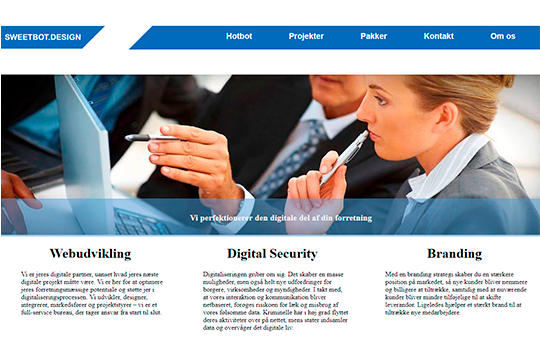 SWEETBOT.DESIGN
Hotbot Projekter Pakker Kontakt Om os
Vi perfektionerer den digitale del af din forretning
Webudvikling
Vi er jeres digitale partner, uanset hvad jeres næste
digitale projekt måtte være. Vi er her for at optimere
jeres forretningsmæssige potentiale og støtte jer i
digitaliseringsprocessen. Vi udvikler, designer,
integrerer, markedsfører og projektstyrer – vi er et
full-service bureau, der tager ansvar fra start til slut.
Digital Security
Digitaliseringen griber om sig. Det skaber en masse
muligheder, men også helt nye udfordringer for
borgere, virksomheder og myndigheder. I takt med,
at vores interaktion og kommunikation bliver
netbaseret, forøges risikoen for læk og misbrug af
vores følsomme data. Kriminelle har i høj grad flyttet
deres aktiviteter over på nettet, mens stater indsamler
data og overvåger det digitale liv.
Branding
Med en branding strategi skaber du en stærkere
position på markedet, så nye kunder bliver nemmere
og billigere at tiltrække, samtidig med at nuværende
kunder bliver mindre tilføjelige til at skifte
leverandør. Ligeledes hjælper et stærkt brand til at
tiltrække nye medarbejdere.